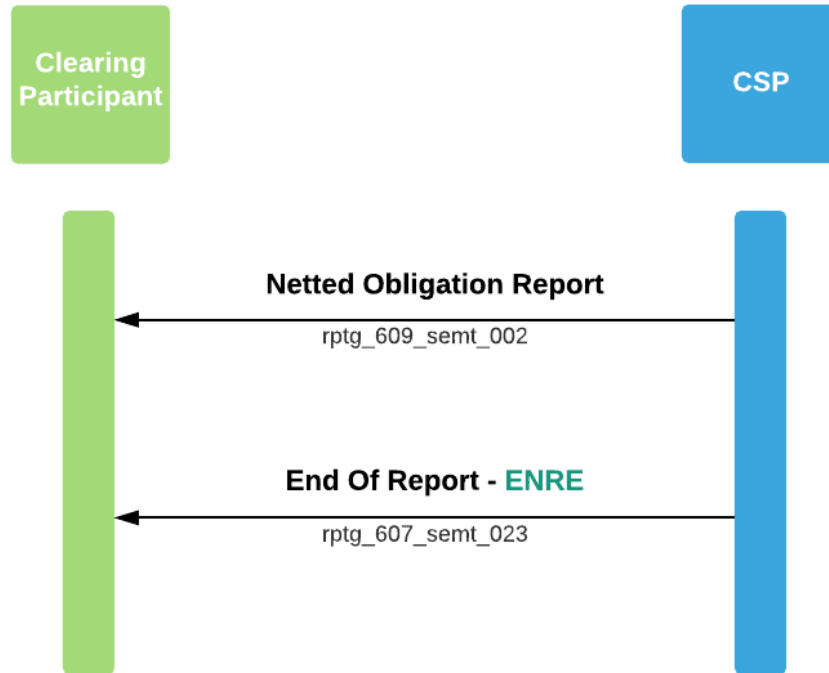 Clearing
Participant
CSP
Netted Obligation Report
rptg_609_semt_002
End Of Report - ENRE
rptg_607_semt_023